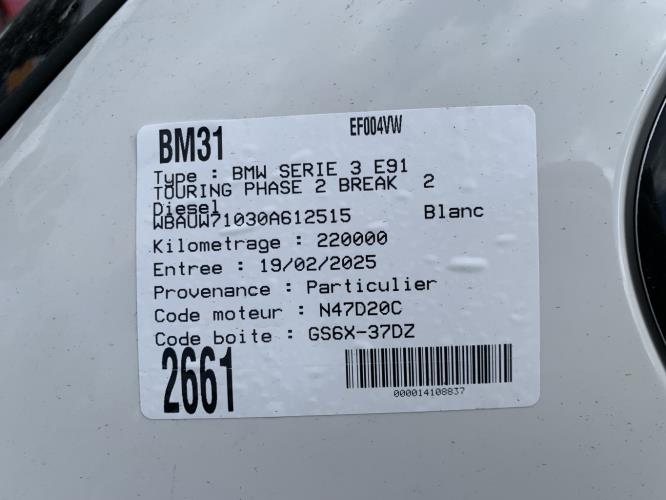 EF004VW
BM31
Type : BMW SERIE 3 E91
TOURING PHASE 2 BREAK 2
Diesel
WBAUW71030A612515 Blanc
Kilometrage : 220000
Entree : 19/02/2025
Provenance : Particulier
Code moteur : N47D20C
Code boite : GS6X-37DZ
2661
000014108837